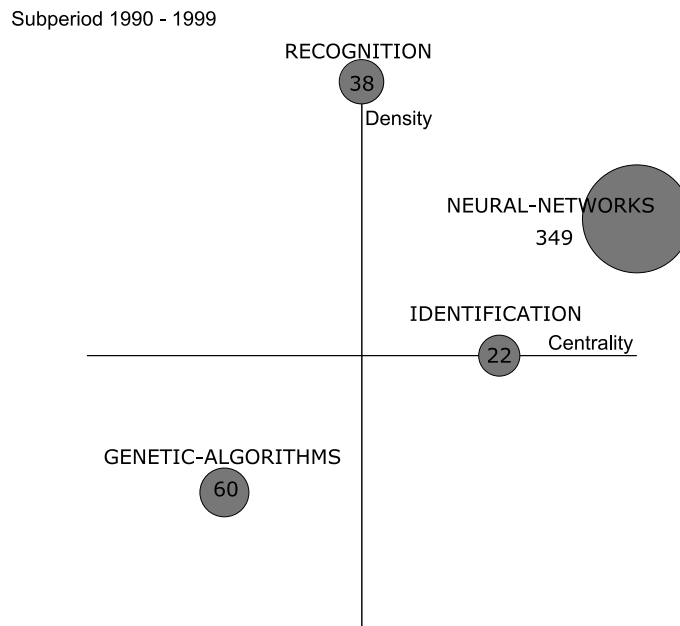 Subperiod 1990 - 1999
RECOGNITION
38
Density
NEURAL-NETWORKS
349
IDENTIFICATION
22
Centrality
GENETIC-ALGORITHMS
60